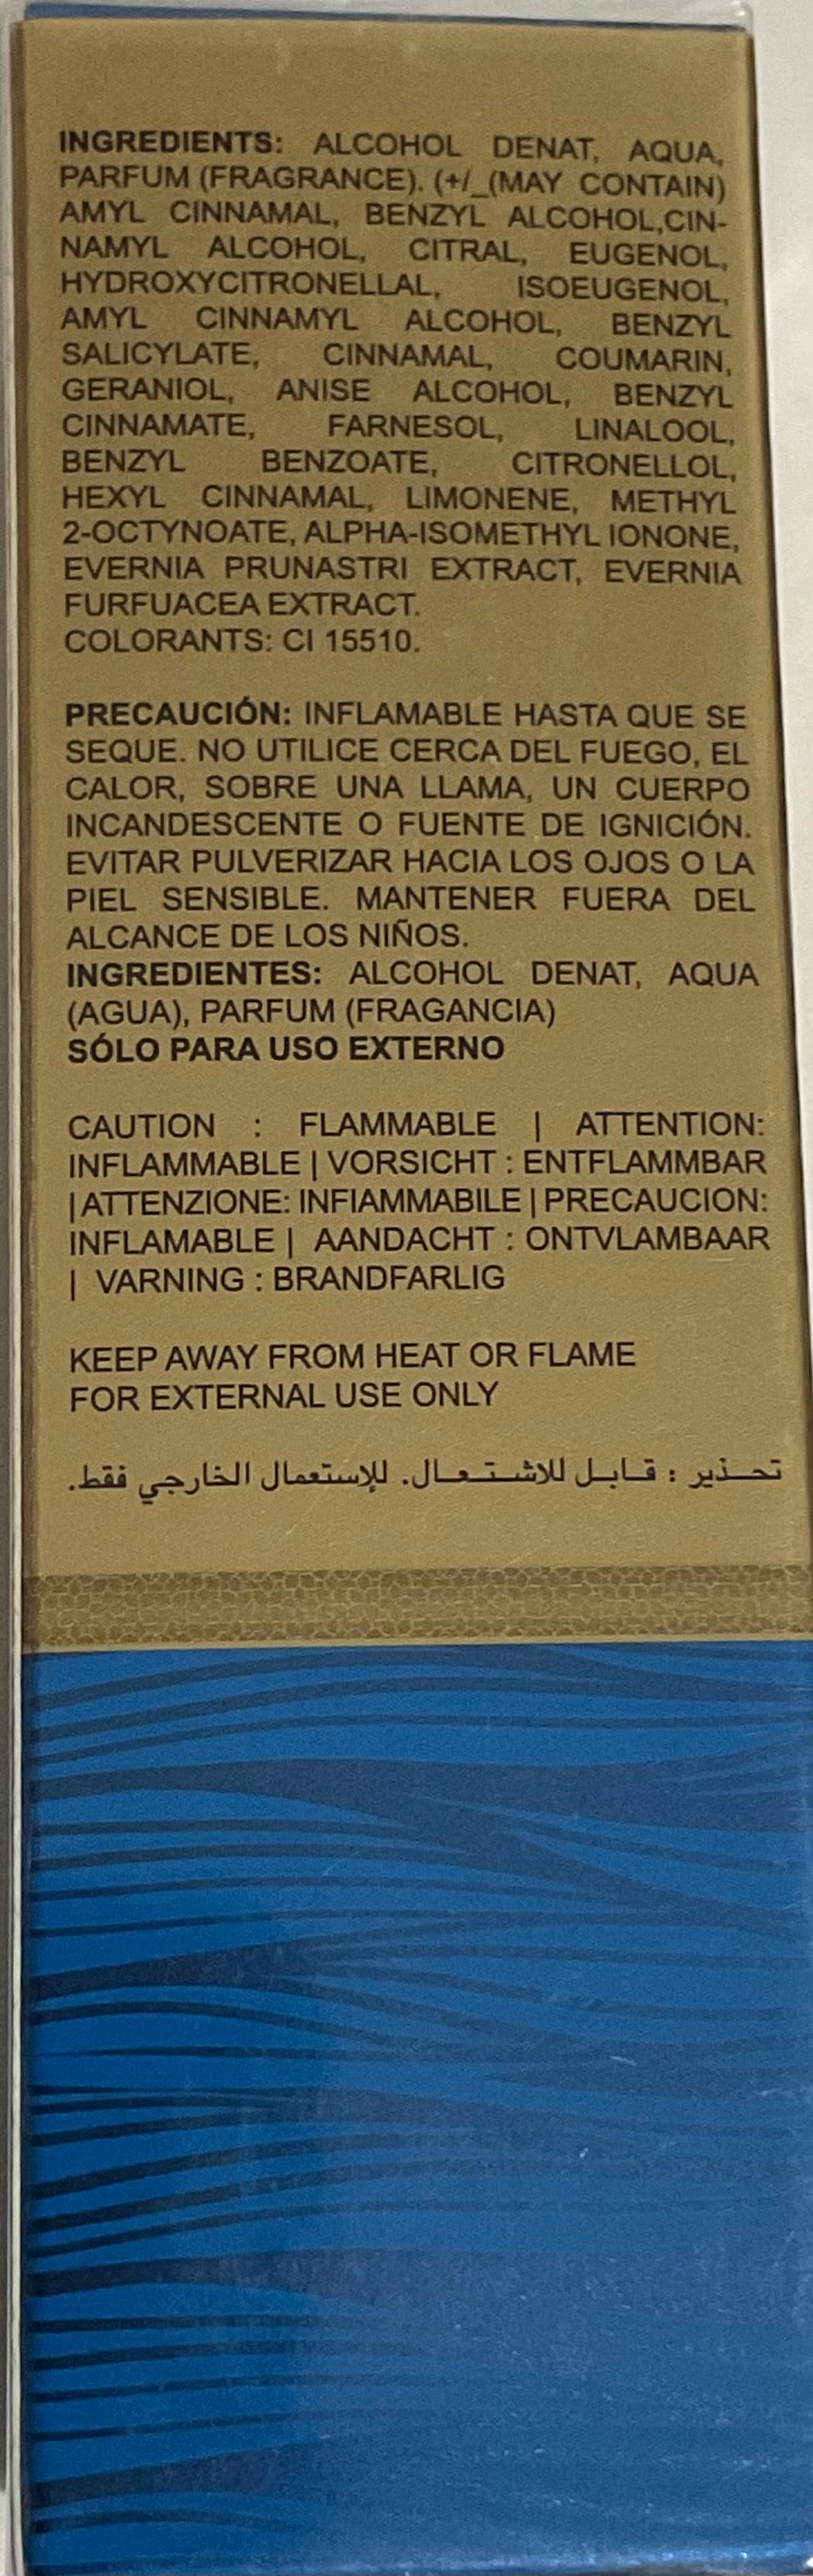 INGREDIENTS: ALCOHOL DENAT, AQUA,
PARFUM (FRAGRANCE). (+/_(MAY CONTAIN)
AMYL CINNAMAL, BENZYL ALCOHOL,CIN-
NAMYL ALCOHOL, CITRAL, EUGENOL,
HYDROXYCITRONELLAL, ISOEUGENOL,
AMYL CINNAMYL ALCOHOL, BENZYL
SALICYLATE, CINNAMAL, COUMARIN,
GERANIOL, ANISE ALCOHOL, BENZYL
CINNAMATE, FARNESOL, LINALOOL,
BENZYL BENZOATE, CITRONELLOL,
HEXYL CINNAMAL, LIMONENE, METHYL
2-OCTYNOATE, ALPHA-ISOMETHYL IONONE,
EVERNIA PRUNASTRI EXTRACT, EVERNIA
FURFUACEA EXTRACT.
COLORANTS: CI 15510.
PRECAUCIÓN: INFLAMABLE HASTA QUE SE
SEQUE. NO UTILICE CERCA DEL FUEGO, EL
CALOR, SOBRE UNA LLAMA, UN CUERPO
INCANDESCENTE O FUENTE DE IGNICIÓN.
EVITAR PULVERIZAR HACIA LOS OJOS O LA
PIEL SENSIBLE. MANTENER FUERA DEL
ALCANCE DE LOS NIÑOS.
INGREDIENTES: ALCOHOL DENAT, AQUA
(AGUA), PARFUM (FRAGANCIA)
SÓLO PARA USO EXTERNO
CAUTION : FLAMMABLE | ATTENTION:
INFLAMMABLE | VORSICHT : ENTFLAMMBAR
| ATTENZIONE: INFIAMMABILE | PRECAUCION:
INFLAMABLE | AANDACHT : ONTVLAMBAAR
| VARNING : BRANDFARLIG
KEEP AWAY FROM HEAT OR FLAME
FOR EXTERNAL USE ONLY
تحــذير : قـابـل للاشـتـعـال. للإستعمال الخارجي فقط.